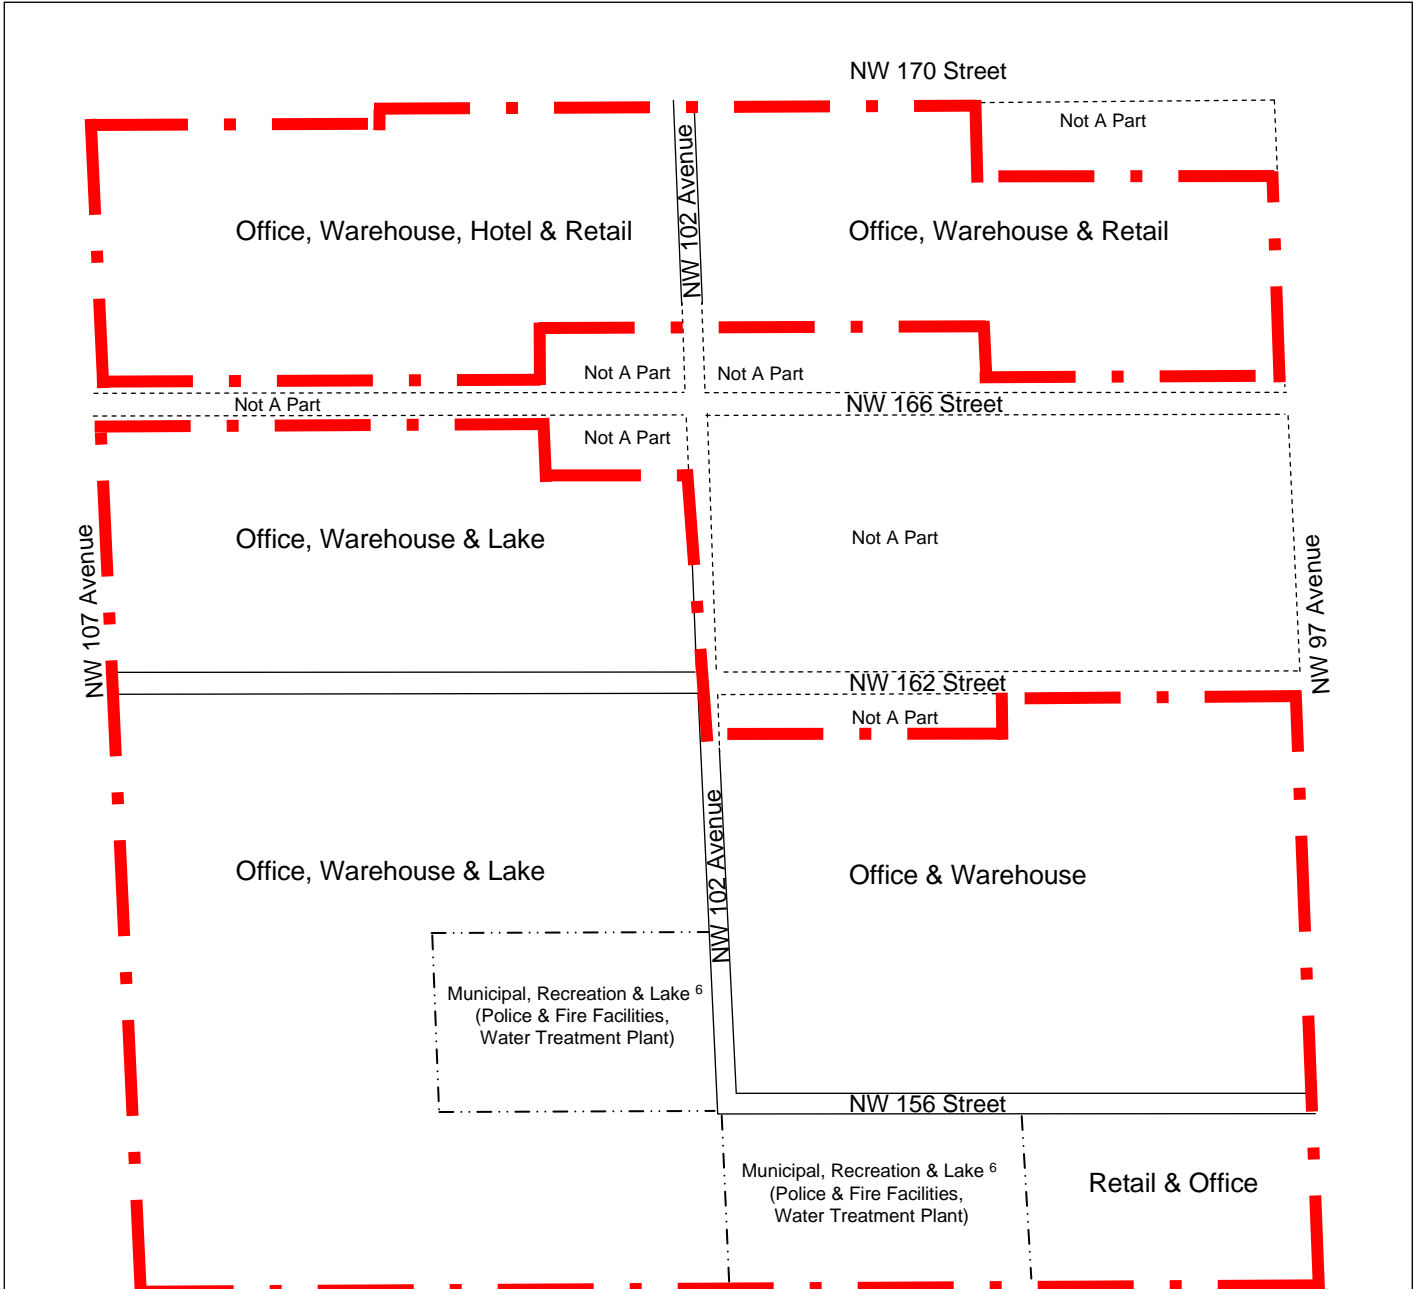 NW 170 Street
Not A Part
NW 102 Avenue
Office, Warehouse, Hotel & Retail
Office, Warehouse & Retail
Not A Part
Not A Part
Not A Part
NW 166 Street
Not A Part
Office, Warehouse & Lake
Not A Part
NW 107 Avenue
NW 97 Avenue
NW 162 Street
Not A Part
NW 102 Avenue
Office, Warehouse & Lake
Office & Warehouse
Municipal, Recreation & Lake 6
(Police & Fire Facilities,
Water Treatment Plant)
NW 156 Street
Municipal, Recreation & Lake 6
(Police & Fire Facilities,
Water Treatment Plant)
Retail & Office